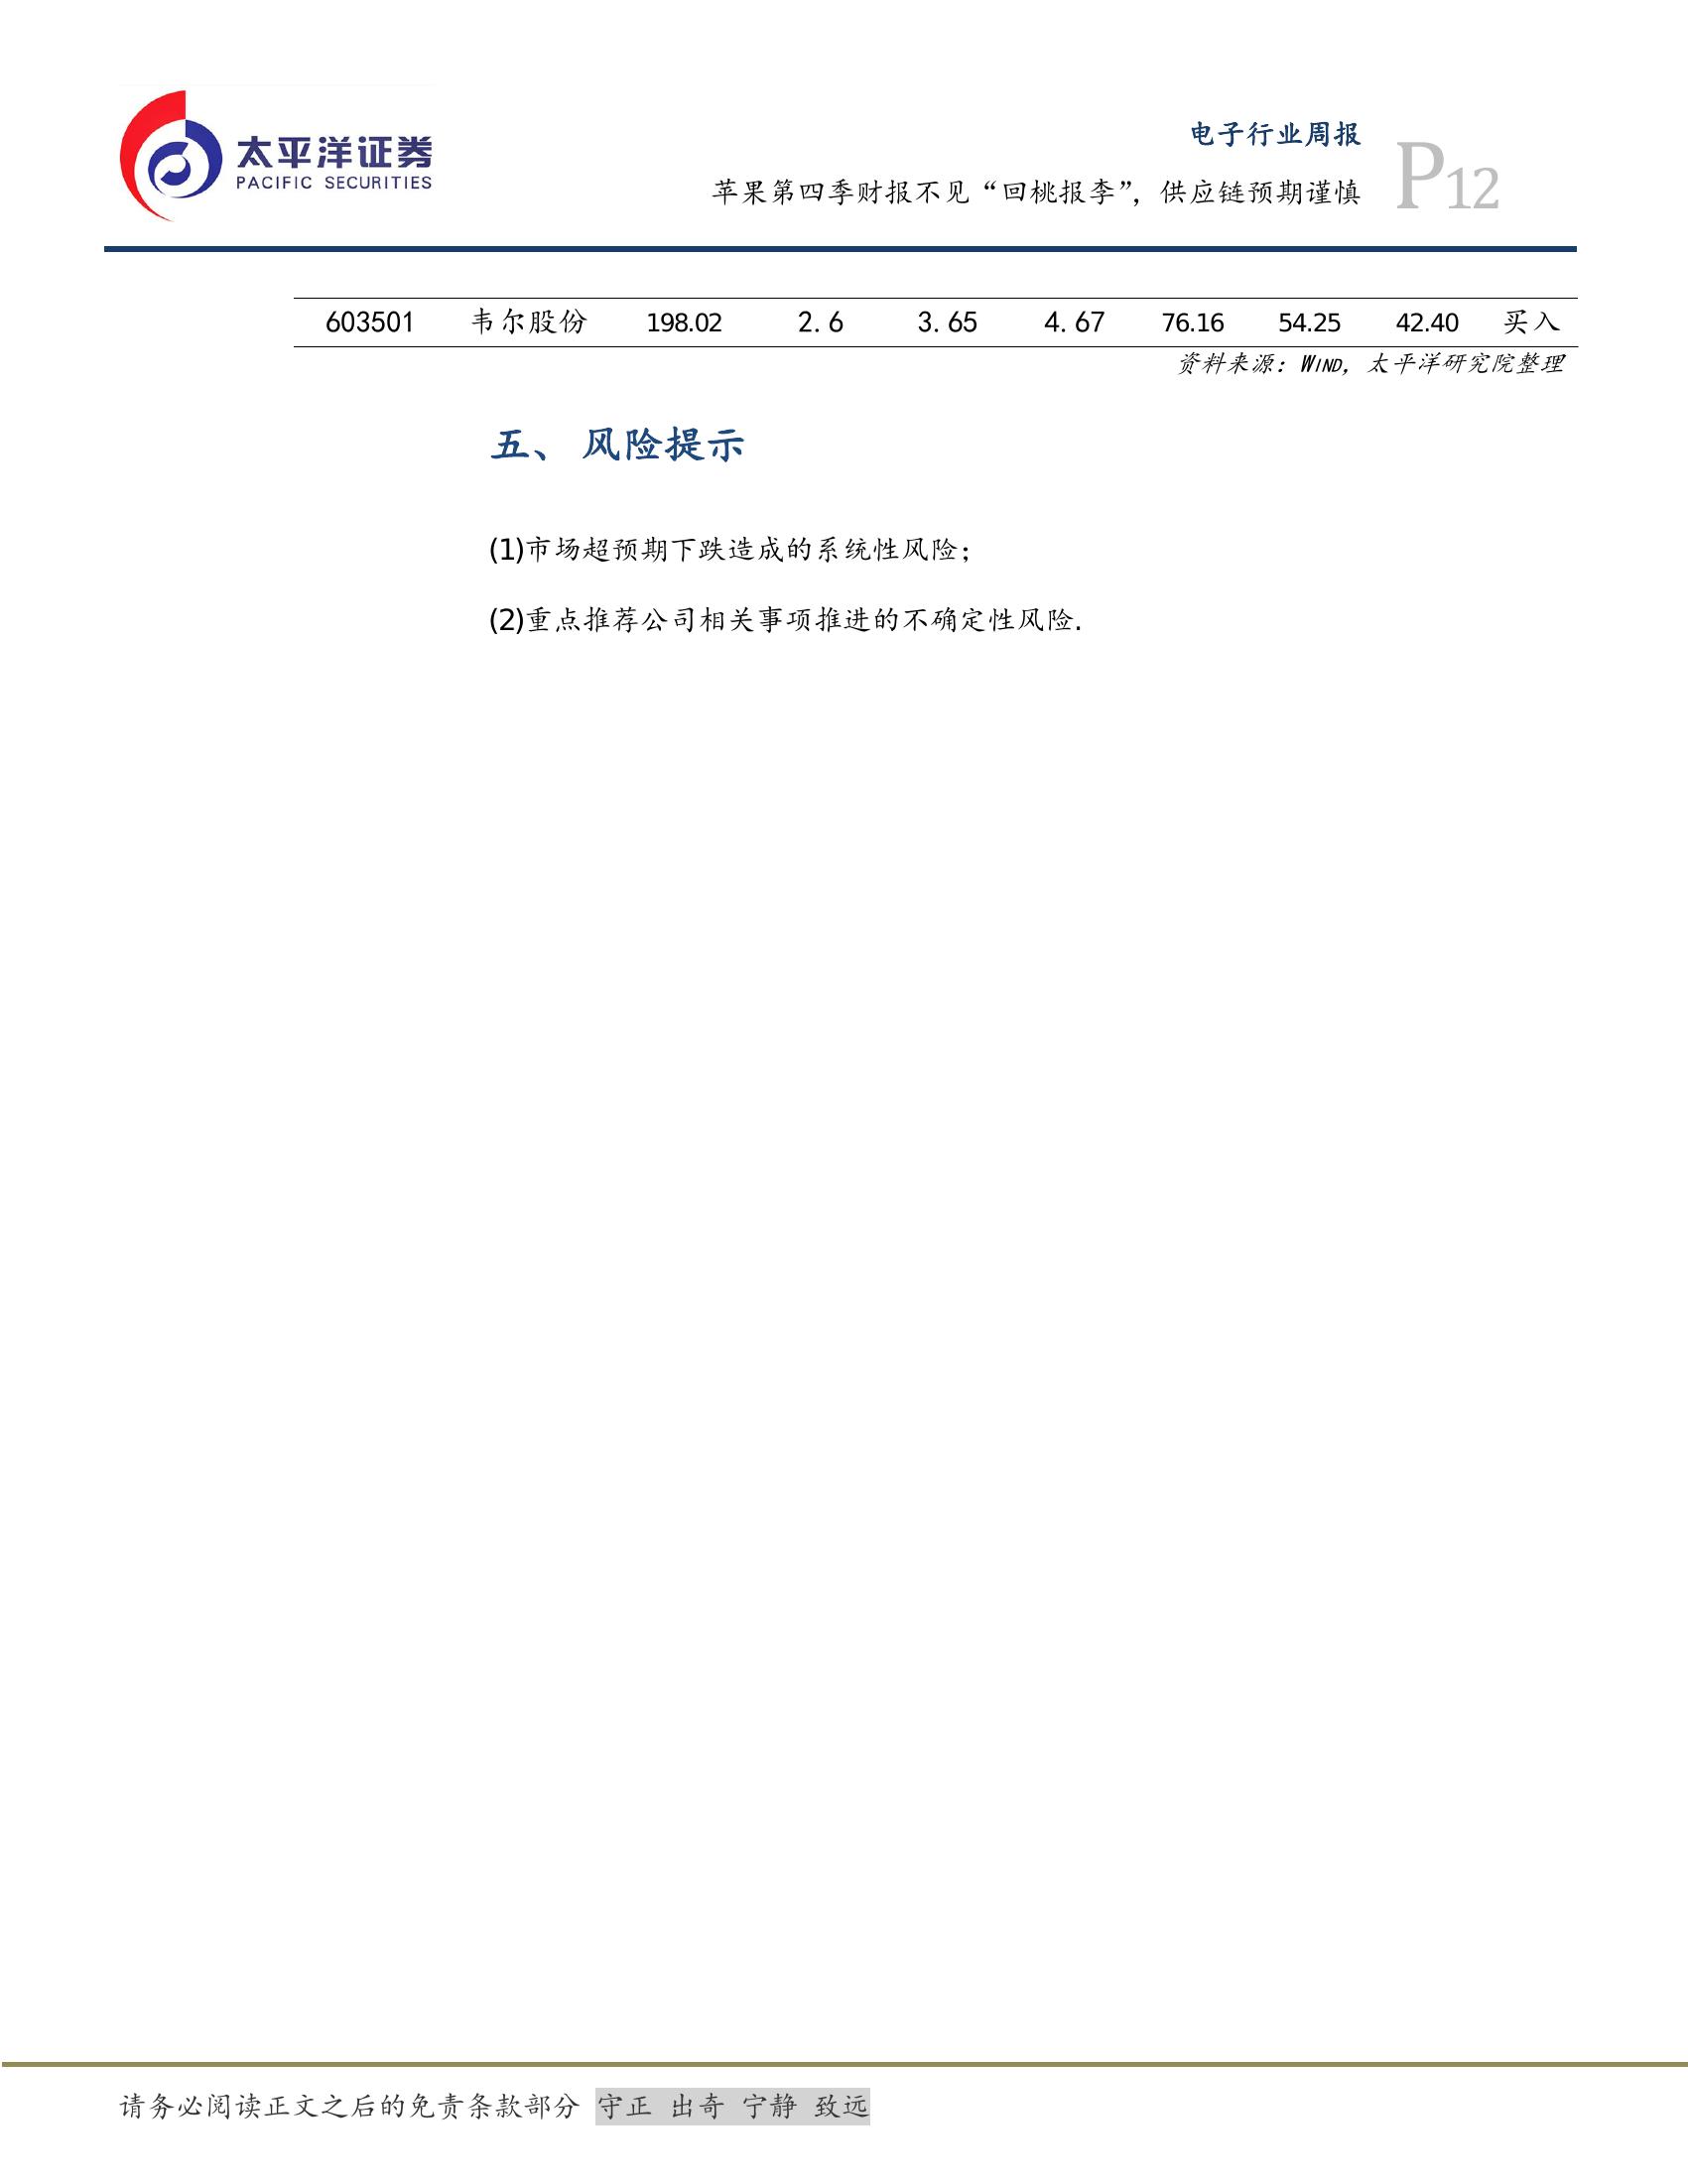 太平洋证券
PACIFIC SECURITIES
电子行业周报
苹果第四季财报不见“回桃报李”，供应链预期谨慎
P12
603501 韦尔股份 198.02 2.6 3.65 4.67 76.16 54.25 42.40 买入
资料来源：WIND，太平洋研究院整理
五、 风险提示
(1)市场超预期下跌造成的系统性风险；
(2)重点推荐公司相关事项推进的不确定性风险.
请务必阅读正文之后的免责条款部分 守正 出奇 宁静 致远